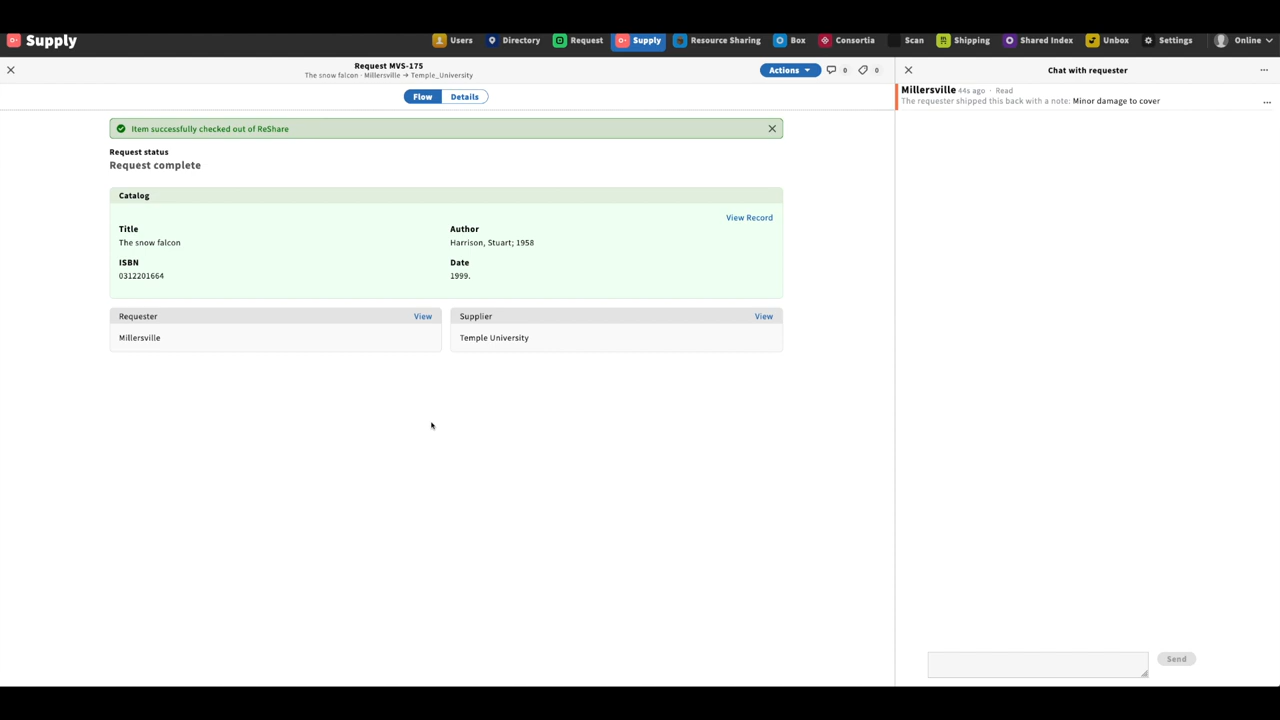 Supply
Users Directory Request Supply Resource Sharing Box Consortia Scan Shipping Shared Index Unbox Settings Online
Request MVS-175
The snow falcon · Millersville → Temple_University
Actions 0 0
Chat with requester
Flow Details
Millersville 44s ago · Read
The requester shipped this back with a note: Minor damage to cover
Item successfully checked out of ReShare
Request status
Request complete
Catalog
View Record
Title Author
The snow falcon Harrison, Stuart; 1958
ISBN Date
0312201664 1999.
Requester View Supplier View
Millersville Temple University
Send